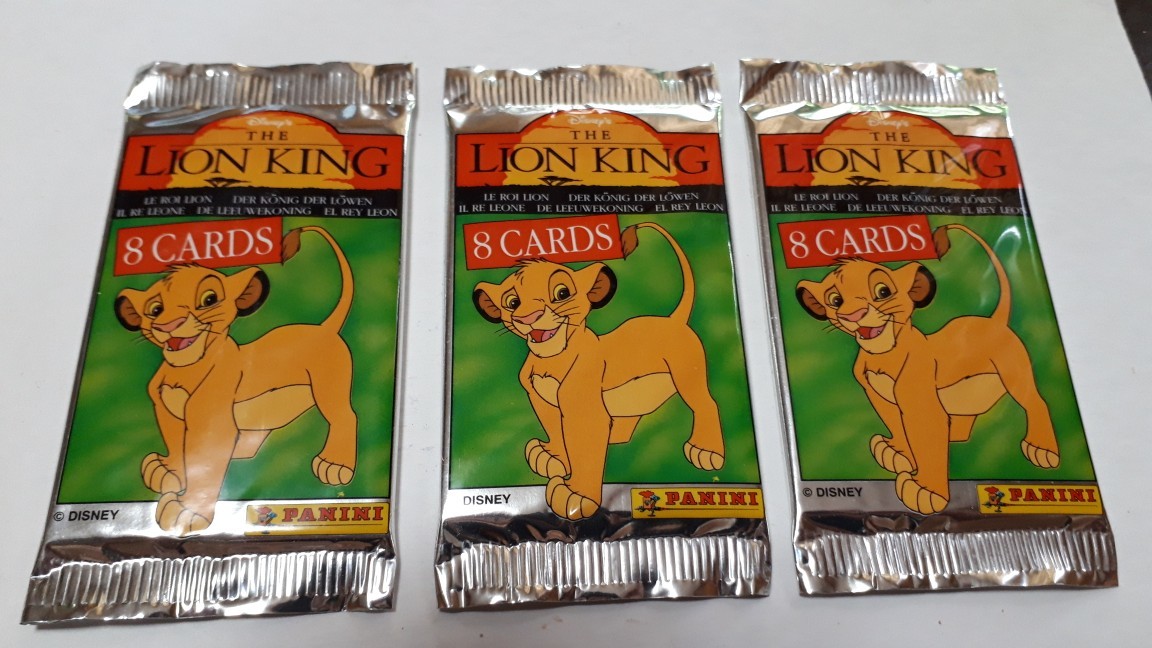 Disney's
THE
LION KING
LE ROI LION DER KÖNIG DER LÖWEN
IL RE LEONE DE LEEUWEKONING EL REY LEON
8 CARDS
© DISNEY
PANINI
Disney's
THE
LION KING
LE ROI LION DER KÖNIG DER LÖWEN
IL RE LEONE DE LEEUWEKONING EL REY LEON
8 CARDS
DISNEY
PANINI
Disney's
THE
LION KING
LE ROI LION DER KÖNIG DER LÖWEN
IL RE LEONE DE LEEUWEKONING EL REY LEON
8 CARDS
© DISNEY
PANINI